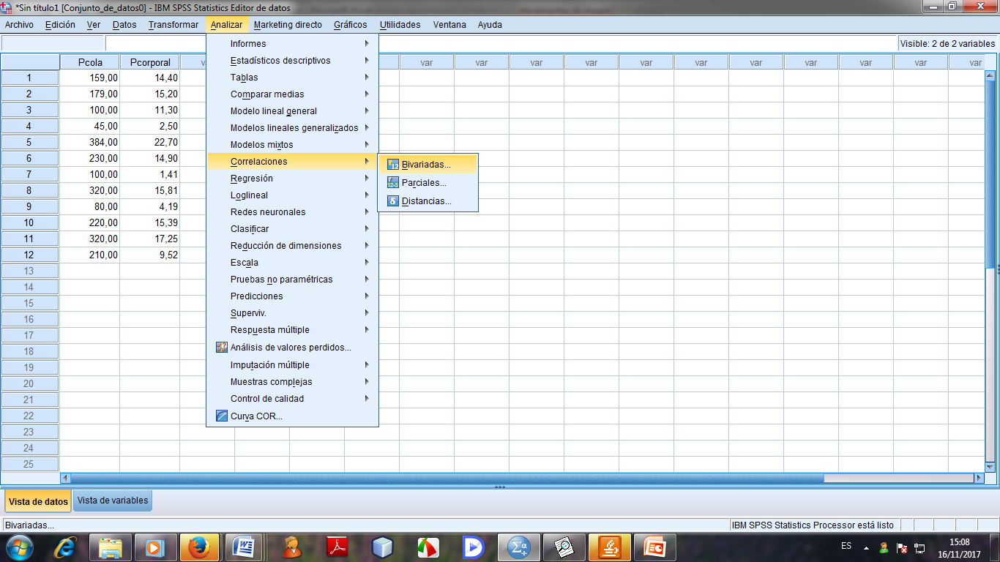 *Sin título1 [Conjunto_de_datos0] - IBM SPSS Statistics Editor de datos
Archivo Edición Ver Datos Transformar Analizar Marketing directo Gráficos Utilidades Ventana Ayuda
Visible: 2 de 2 variables
Pcola Pcorporal var var var var var var var var var var var
1 159,00 14,40
2 179,00 15,20
3 100,00 11,30
4 45,00 2,50
5 384,00 22,70
6 230,00 14,90
7 100,00 1,41
8 320,00 15,81
9 80,00 4,19
10 220,00 15,39
11 320,00 17,25
12 210,00 9,52
13
14
15
16
17
18
19
20
21
22
23
24
25
Informes
Estadísticos descriptivos
Tablas
Comparar medias
Modelo lineal general
Modelos lineales generalizados
Modelos mixtos
Correlaciones
Regresión
Loglineal
Redes neuronales
Clasificar
Reducción de dimensiones
Escala
Pruebas no paramétricas
Predicciones
Superviv.
Respuesta múltiple
Análisis de valores perdidos...
Imputación múltiple
Muestras complejas
Control de calidad
Curva COR...
Bivariadas...
Parciales...
Distancias...
Vista de datos Vista de variables
Bivariadas...
IBM SPSS Statistics Processor está listo
ES
15:08
16/11/2017